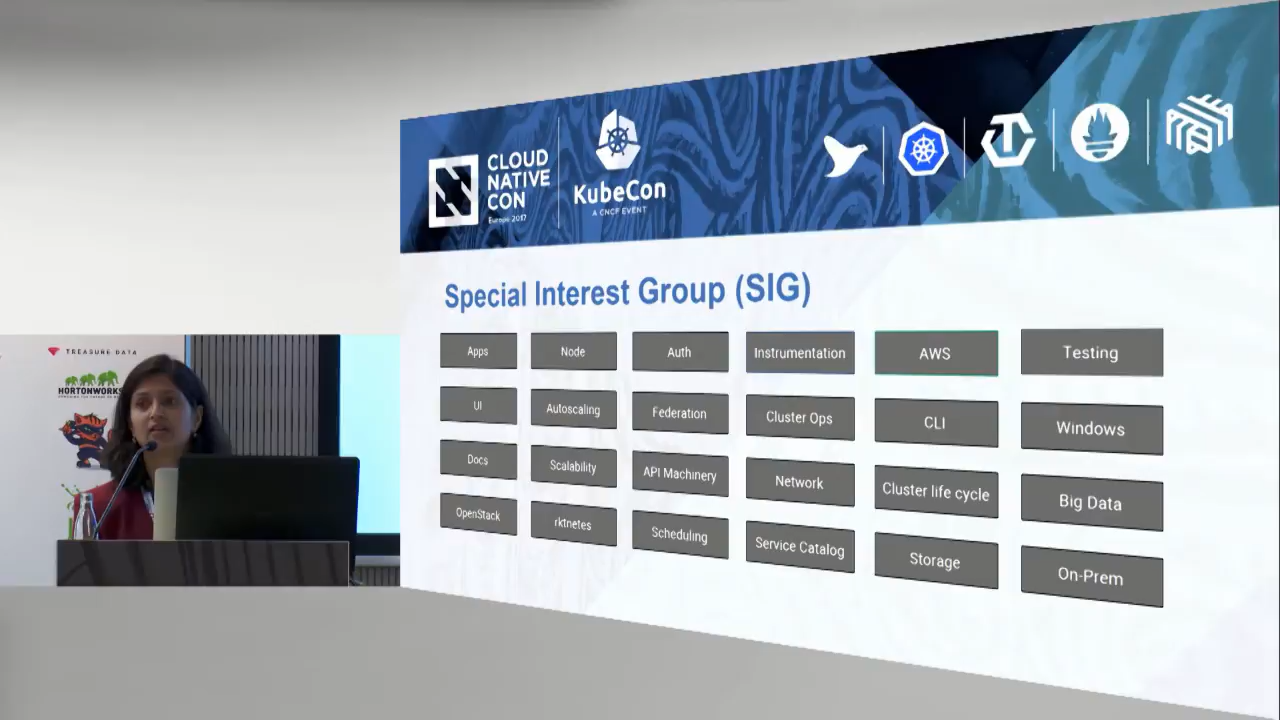 CLOUD
NATIVE
CON
Europe 2017
KubeCon
A CNCF EVENT
Special Interest Group (SIG)
Apps
Node
Auth
Instrumentation
AWS
Testing
UI
Autoscaling
Federation
Cluster Ops
CLI
Windows
Docs
Scalability
API Machinery
Network
Cluster life cycle
Big Data
OpenStack
rktnetes
Scheduling
Service Catalog
Storage
On-Prem
TREASURE DATA
HORTONWORKS